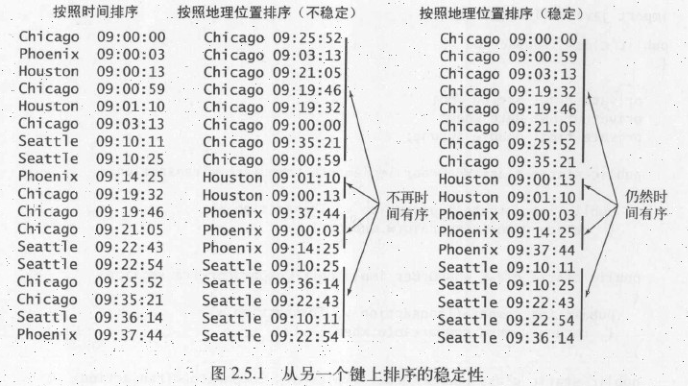 按照时间排序 按照地理位置排序(不稳定) 按照地理位置排序(稳定)
Chicago 09:00:00 Chicago 09:25:52 Chicago 09:00:00
Phoenix 09:00:03 Chicago 09:03:13 Chicago 09:00:59
Houston 09:00:13 Chicago 09:21:05 Chicago 09:03:13
Chicago 09:00:59 Chicago 09:19:46 Chicago 09:19:32
Houston 09:01:10 Chicago 09:19:32 Chicago 09:19:46
Chicago 09:03:13 Chicago 09:00:00 Chicago 09:21:05
Seattle 09:10:11 Chicago 09:35:21 Chicago 09:25:52
Seattle 09:10:25 Chicago 09:00:59 Chicago 09:35:21
Phoenix 09:14:25 Houston 09:01:10 Houston 09:00:13
Chicago 09:19:32 Houston 09:00:13 不再时 Houston 09:01:10 仍然时
Chicago 09:19:46 Phoenix 09:37:44 间有序 Phoenix 09:00:03 间有序
Chicago 09:21:05 Phoenix 09:00:03 Phoenix 09:14:25
Seattle 09:22:43 Phoenix 09:14:25 Phoenix 09:37:44
Seattle 09:22:54 Seattle 09:10:25 Seattle 09:10:11
Chicago 09:25:52 Seattle 09:36:14 Seattle 09:10:25
Chicago 09:35:21 Seattle 09:22:43 Seattle 09:22:43
Seattle 09:36:14 Seattle 09:10:11 Seattle 09:22:54
Phoenix 09:37:44 Seattle 09:22:54 Seattle 09:36:14
图 2.5.1 从另一个键上排序的稳定性